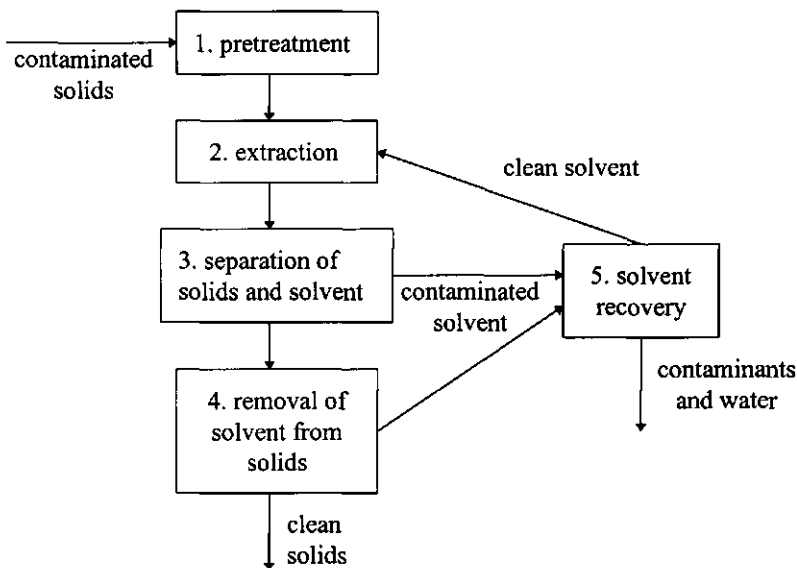 1. pretreatment
contaminated
solids
2. extraction
clean solvent
3. separation of
solids and solvent
contaminated
solvent
5. solvent
recovery
contaminants
and water
4. removal of
solvent from
solids
clean
solids